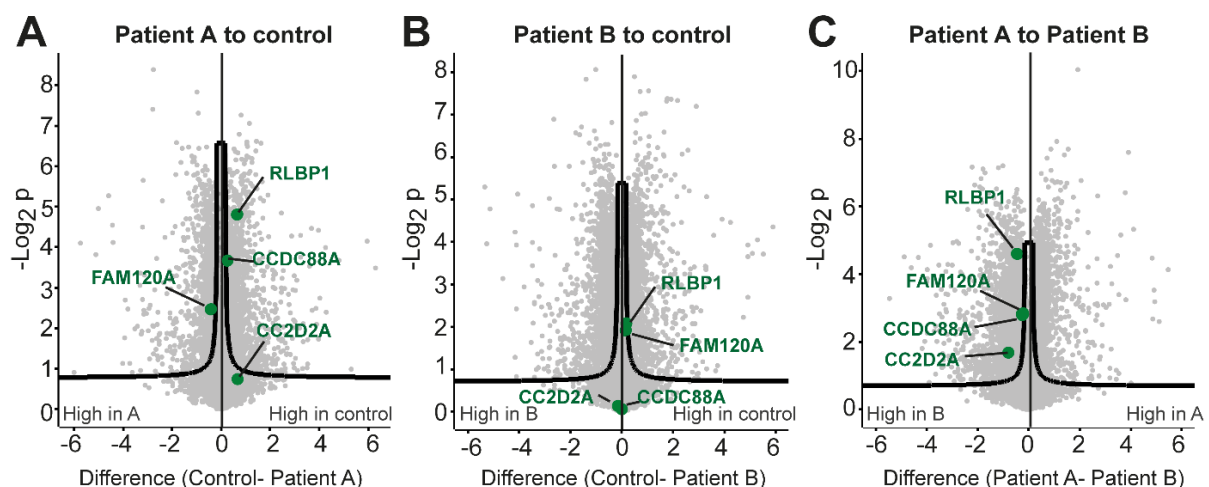 A
Patient A to control
8
7
6
5
4
3
2
1
0
-Log2 p
RLBP1
CCDC88A
FAM120A
CC2D2A
High in A
High in control
-6 -4 -2 0 2 4 6
Difference (Control- Patient A)
B
Patient B to control
8
7
6
5
4
3
2
1
0
-Log2 p
RLBP1
FAM120A
CC2D2A
CCDC88A
High in B
High in control
-6 -4 -2 0 2 4 6
Difference (Control- Patient B)
C
Patient A to Patient B
10
8
6
4
2
0
-Log2 p
RLBP1
FAM120A
CCDC88A
CC2D2A
High in B
High in A
-6 -4 -2 0 2 4 6
Difference (Patient A- Patient B)